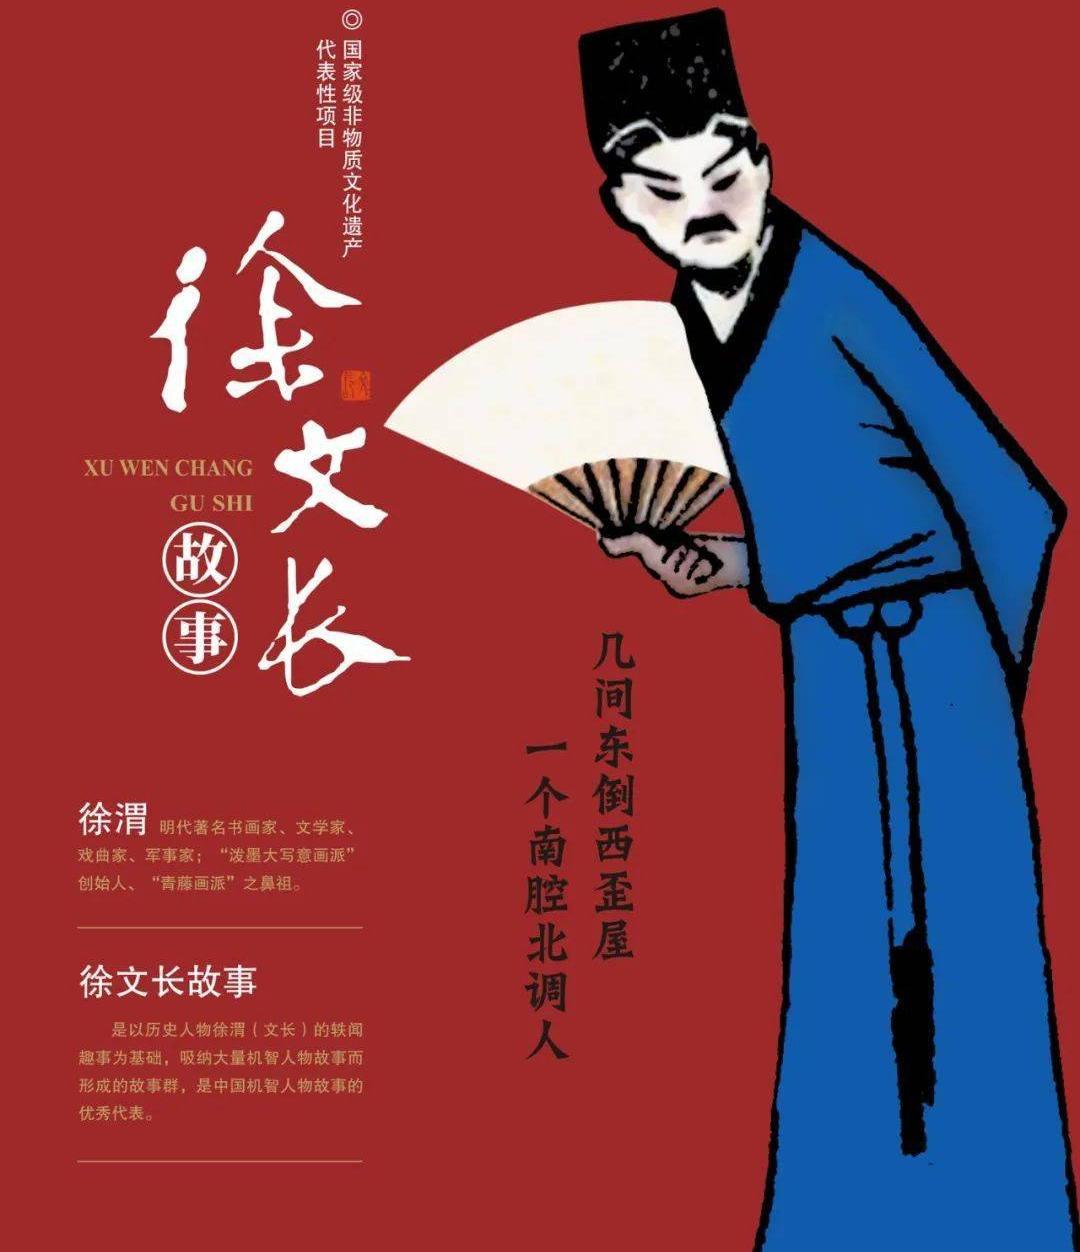 ◎国家级非物质文化遗产
代表性项目
徐文长
XU WEN CHANG
GU SHI
故事
几间东倒西歪屋
一个南腔北调人
徐渭 明代著名书画家、文学家、
戏曲家、军事家；“泼墨大写意画派”
创始人、“青藤画派”之鼻祖。
徐文长故事
是以历史人物徐渭（文长）的轶闻
趣事为基础，吸纳大量机智人物故事而
形成的故事群，是中国机智人物故事的
优秀代表。